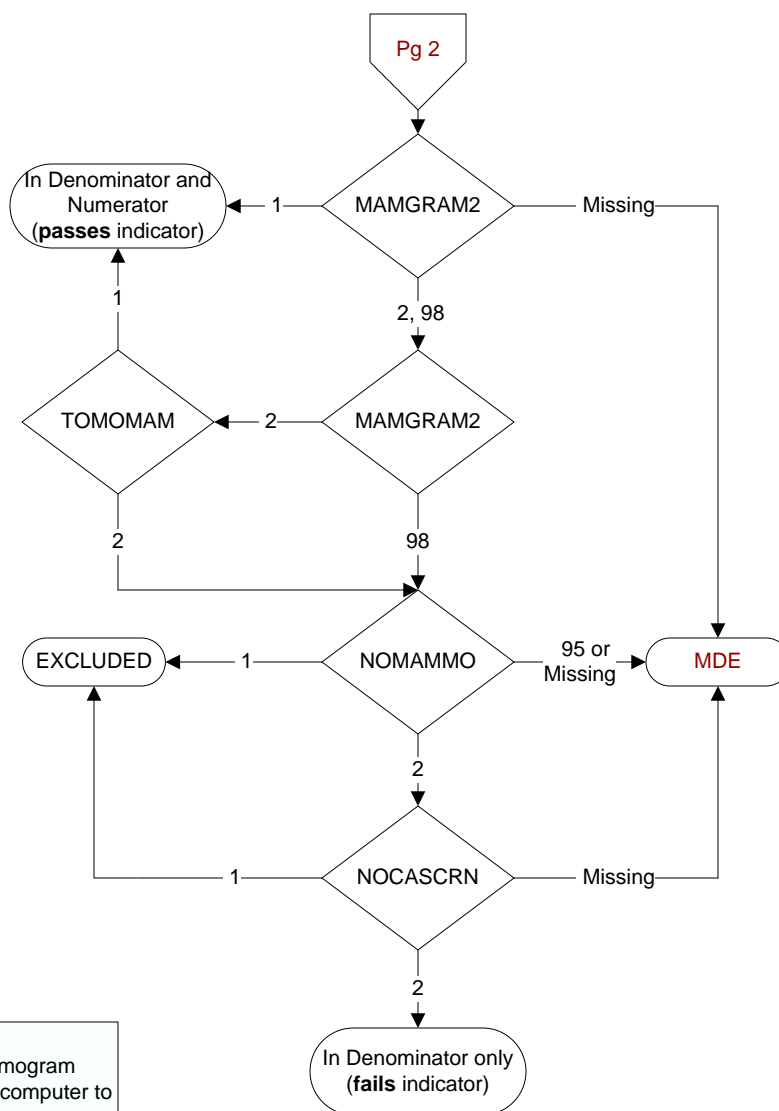 Pg 2
In Denominator and
Numerator
(passes indicator)
1
MAMGRAM2
Missing
1
2, 98
TOMOMAM
2
MAMGRAM2
2
98
EXCLUDED
1
NOMAMMO
95 or
Missing
MDE
2
1
NOCASCRN
Missing
2
In Denominator only
(fails indicator)
mogram
computer to